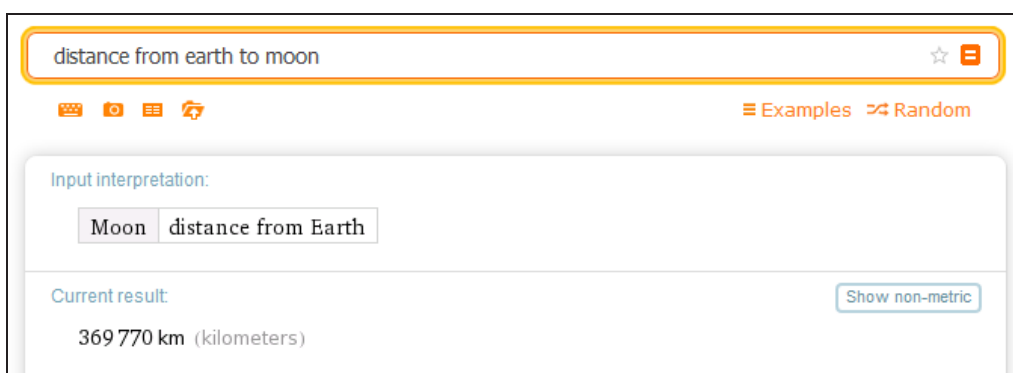 distance from earth to moon
Examples Random
Input interpretation:
Moon distance from Earth
Current result:
Show non-metric
369 770 km (kilometers)